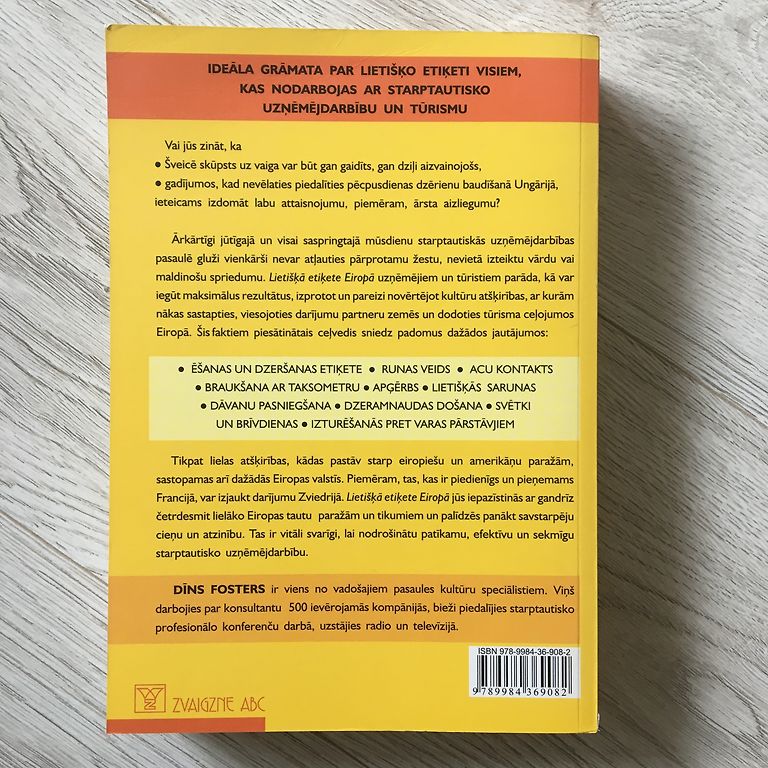 IDEĀLA GRĀMATA PAR LIETIŠĶO ETIĶETI VISIEM,
KAS NODARBOJAS AR STARPTAUTISKO
UZŅĒMĒJDARBĪBU UN TŪRISMU
Vai jūs zināt, ka
• Šveicē skūpsts uz vaiga var būt gan gaidīts, gan dziļi aizvainojošs,
• gadījumos, kad nevēlaties piedalīties pēcpusdienas dzērienu baudīšanā Ungārijā,
ieteicams izdomāt labu attaisnojumu, piemēram, ārsta aizliegumu?
Ārkārtīgi jūtīgajā un visai saspringtajā mūsdienu starptautiskās uzņēmējdarbības
pasaulē gluži vienkārši nevar atļauties pārprotamu žestu, nevietā izteiktu vārdu vai
maldinošu spriedumu. Lietišķā etiķete Eiropā uzņēmējiem un tūristiem parāda, kā var
iegūt maksimālus rezultātus, izprotot un pareizi novērtējot kultūru atšķirības, ar kurām
nākas sastapties, viesojoties darījumu partneru zemēs un dodoties tūrisma ceļojumos
Eiropā. Šis faktiem piesātinātais ceļvedis sniedz padomus dažādos jautājumos:
• ĒŠANAS UN DZERŠANAS ETIĶETE • RUNAS VEIDS • ACU KONTAKTS
• BRAUKŠANA AR TAKSOMETRU • APĢĒRBS • LIETIŠĶĀS SARUNAS
• DĀVANU PASNIEGŠANA • DZERAMNAUDAS DOŠANA • SVĒTKI
UN BRĪVDIENAS • IZTURĒŠANĀS PRET VARAS PĀRSTĀVJIEM
Tikpat lielas atšķirības, kādas pastāv starp eiropiešu un amerikāņu paražām,
sastopamas arī dažādās Eiropas valstīs. Piemēram, tas, kas ir piedienīgs un pieņemams
Francijā, var izjaukt darījumu Zviedrijā. Lietišķā etiķete Eiropā jūs iepazīstinās ar gandrīz
četrdesmit lielāko Eiropas tautu paražām un tikumiem un palīdzēs panākt savstarpēju
cieņu un atzinību. Tas ir vitāli svarīgi, lai nodrošinātu patīkamu, efektīvu un sekmīgu
starptautisko uzņēmējdarbību.
DĪNS FOSTERS ir viens no vadošajiem pasaules kultūru speciālistiem. Viņš
darbojies par konsultantu 500 ievērojamās kompānijās, bieži piedalījies starptautisko
profesionālo konferenču darbā, uzstājies radio un televīzijā.
ISBN 978-9984-36-908-2
9 789984 369082
ZVAIGZNE ABC